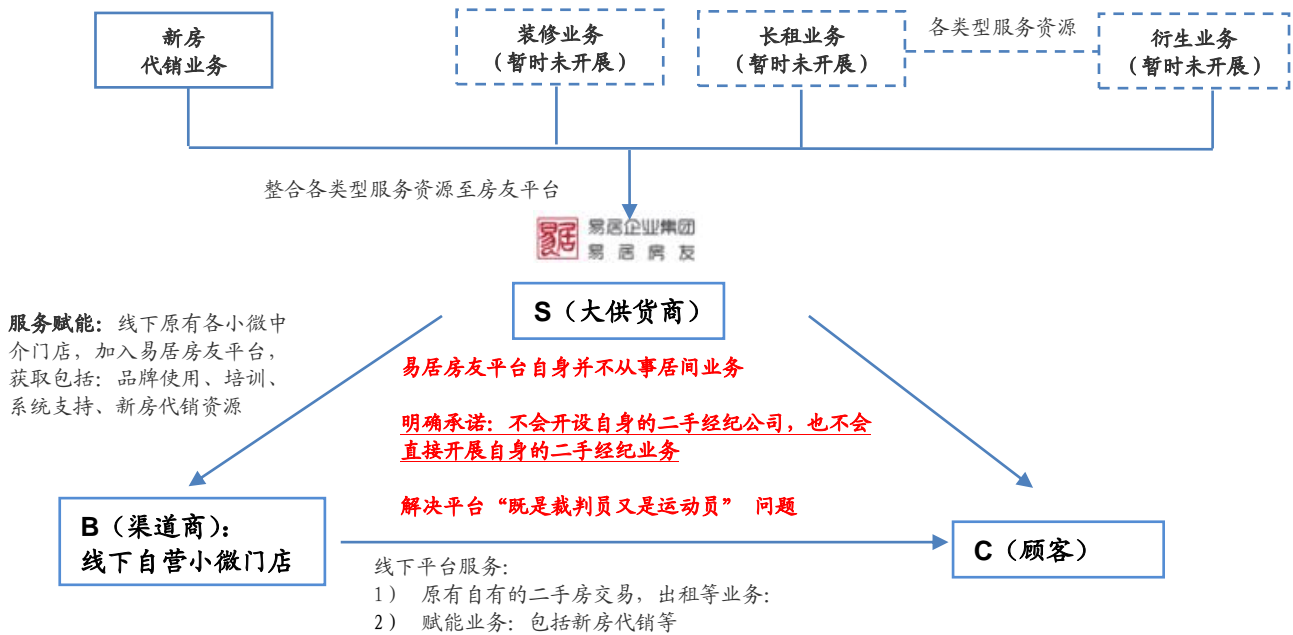 新房
代销业务
装修业务
（暂时未开展）
长租业务
（暂时未开展）
各类型服务资源
衍生业务
（暂时未开展）
整合各类型服务资源至房友平台
易居
易居企业集团
易居房友
S（大供货商）
服务赋能：线下原有各小微中
介门店，加入易居房友平台，
获取包括：品牌使用、培训、
系统支持、新房代销资源
易居房友平台自身并不从事居间业务
明确承诺：不会开设自身的二手经纪公司，也不会
直接开展自身的二手经纪业务
解决平台“既是裁判员又是运动员” 问题
B（渠道商）：
线下自营小微门店
C（顾客）
线下平台服务：
1） 原有自有的二手房交易，出租等业务：
2） 赋能业务：包括新房代销等